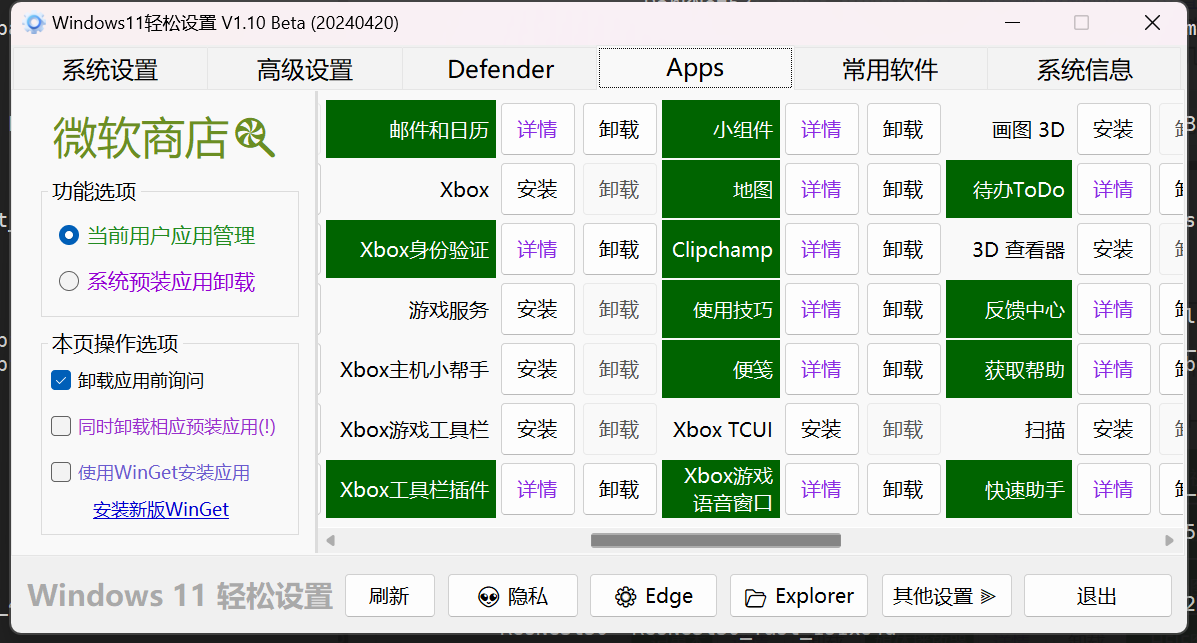 Windows11轻松设置 V1.10 Beta (20240420)
系统设置 高级设置 Defender Apps 常用软件 系统信息
微软商店
功能选项
当前用户应用管理
系统预装应用卸载
本页操作选项
卸载应用前询问
同时卸载相应预装应用(!)
使用WinGet安装应用
安装新版WinGet
邮件和日历 详情 卸载 小组件 详情 卸载 画图 3D 安装
Xbox 安装 卸载 地图 详情 卸载 待办ToDo 详情
Xbox身份验证 详情 卸载 Clipchamp 详情 卸载 3D 查看器 安装
游戏服务 安装 卸载 使用技巧 详情 卸载 反馈中心 详情
Xbox主机小帮手 安装 卸载 便笺 详情 卸载 获取帮助 详情
Xbox游戏工具栏 安装 卸载 Xbox TCUI 安装 卸载 扫描 安装
Xbox工具栏插件 详情 卸载 Xbox游戏
语音窗口 详情 卸载 快速助手 详情
Windows 11 轻松设置 刷新 隐私 Edge Explorer 其他设置 退出